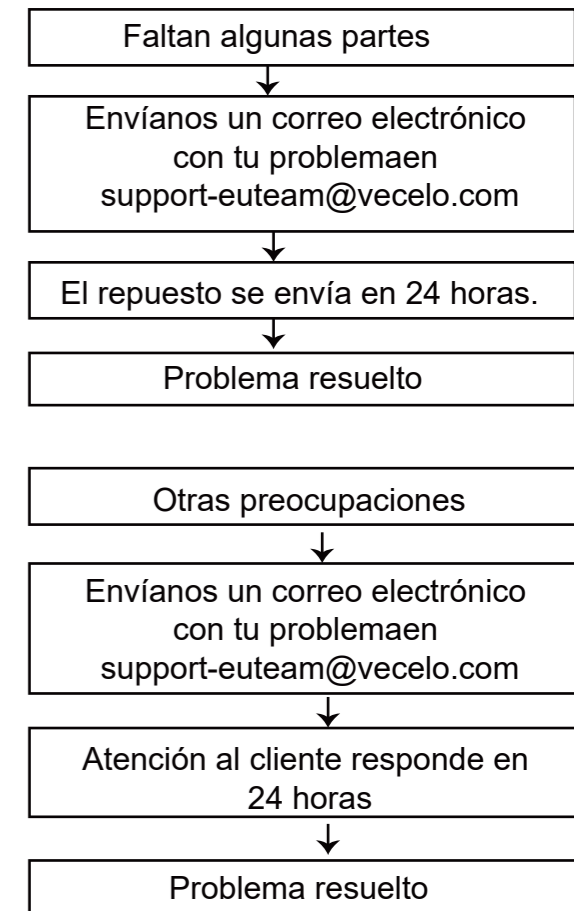 Faltan algunas partes
Envíanos un correo electrónico
con tu problemaen
support-euteam@vecelo.com
El repuesto se envía en 24 horas.
Problema resuelto
Otras preocupaciones
Envíanos un correo electrónico
con tu problemaen
support-euteam@vecelo.com
Atención al cliente responde en
24 horas
Problema resuelto